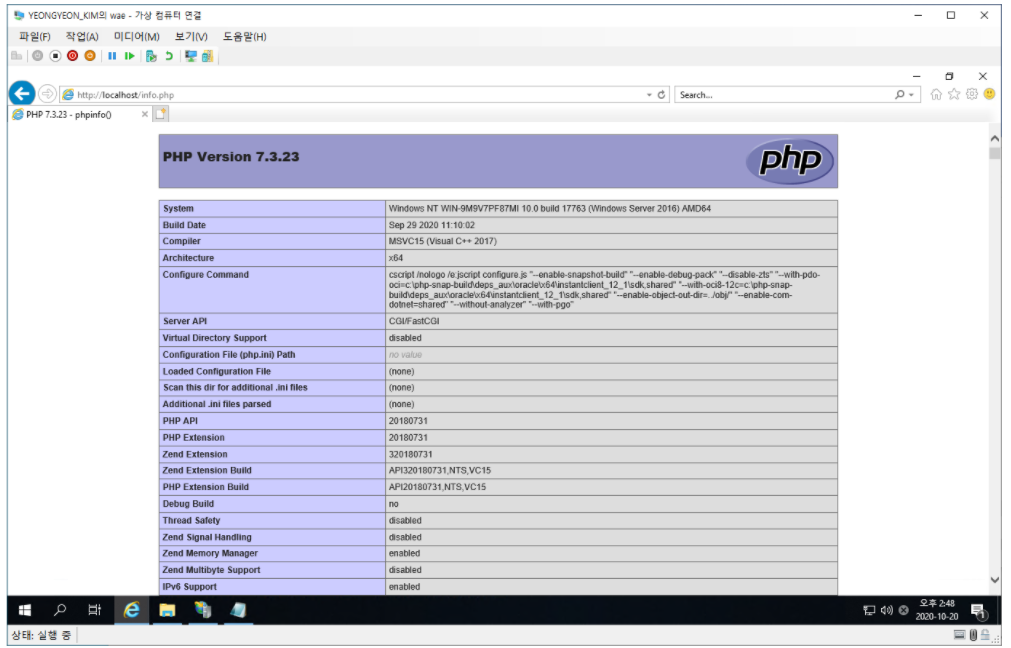 YEONGYEON_KIM의 wae - 가상 컴퓨터 연결
파일(F) 작업(A) 미디어(M) 보기(V) 도움말(H)
http://localhost/info.php
Search...
PHP 7.3.23 - phpinfo()
PHP Version 7.3.23
php
System Windows NT WIN-9M9V7PF87MI 10.0 build 17763 (Windows Server 2016) AMD64
Build Date Sep 29 2020 11:10:02
Compiler MSVC15 (Visual C++ 2017)
Architecture x64
Configure Command cscript /nologo /e:jscript configure.js "--enable-snapshot-build" "--enable-debug-pack" "--disable-zts" "--with-pdo-
oci=c:\php-snap-build\deps_aux\oracle\x64\instantclient_12_1\sdk,shared" "--with-oci8-12c=c:\php-snap-
build\deps_aux\oracle\x64\instantclient_12_1\sdk,shared" "--enable-object-out-dir=../obj/" "--enable-com-
dotnet=shared" "--without-analyzer" "--with-pgo"
Server API CGI/FastCGI
Virtual Directory Support disabled
Configuration File (php.ini) Path no value
Loaded Configuration File (none)
Scan this dir for additional .ini files (none)
Additional .ini files parsed (none)
PHP API 20180731
PHP Extension 20180731
Zend Extension 320180731
Zend Extension Build API320180731,NTS,VC15
PHP Extension Build API20180731,NTS,VC15
Debug Build no
Thread Safety disabled
Zend Signal Handling disabled
Zend Memory Manager enabled
Zend Multibyte Support disabled
IPv6 Support enabled
오후 2:48
2020-10-20
1
상태: 실행 중